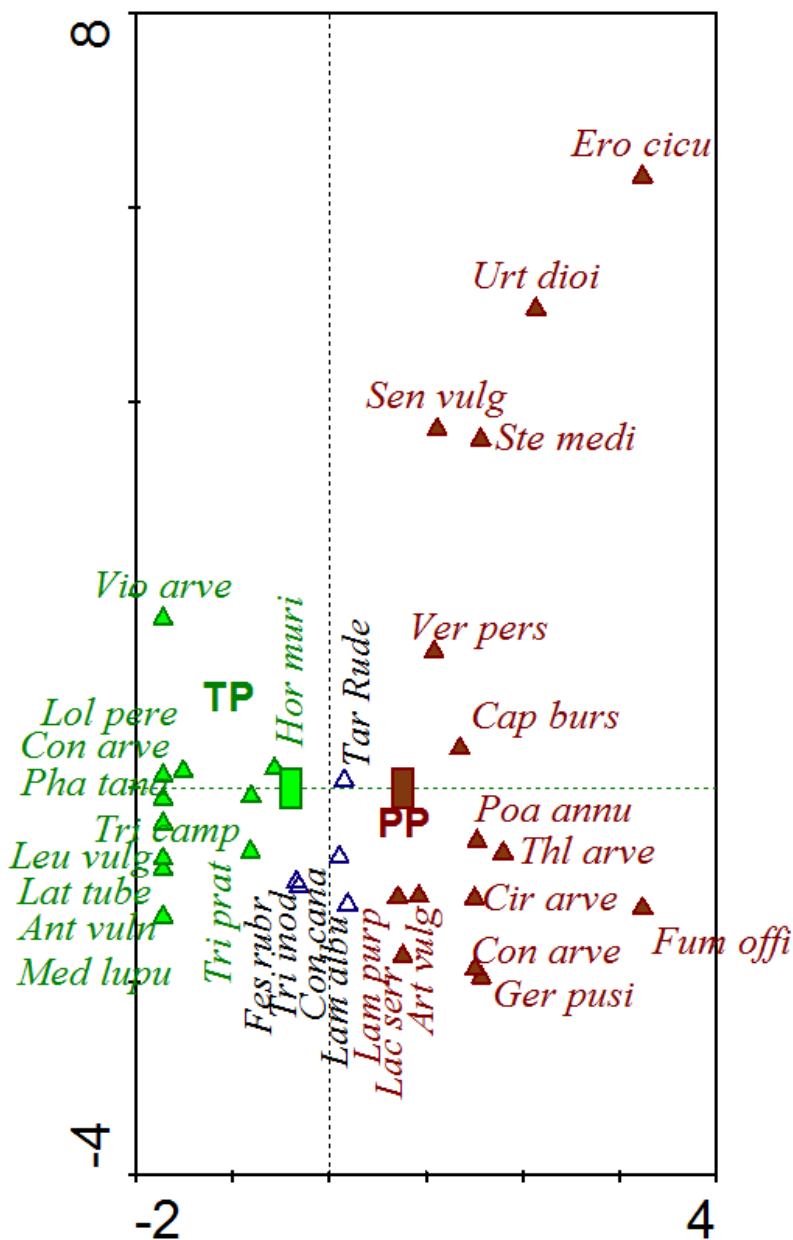 8
Ero cicu
Urt dioi
Sen vulg
Ste medi
Vio arve
Ver pers
Hor muri
Tar Rude
TP
Lol pere
Cap burs
Con arve
Pha tana
PP
Poa annu
Tri camp
Thl arve
Leu vulg
Lat tube
Cir arve
Ant vuln
Fum offi
Tri prat
Fes rubr
Tri inod
Con cana
Lam albu
Lam purp
Lac serr
Art vulg
Con arve
Med lupu
Ger pusi
-4
-2
4